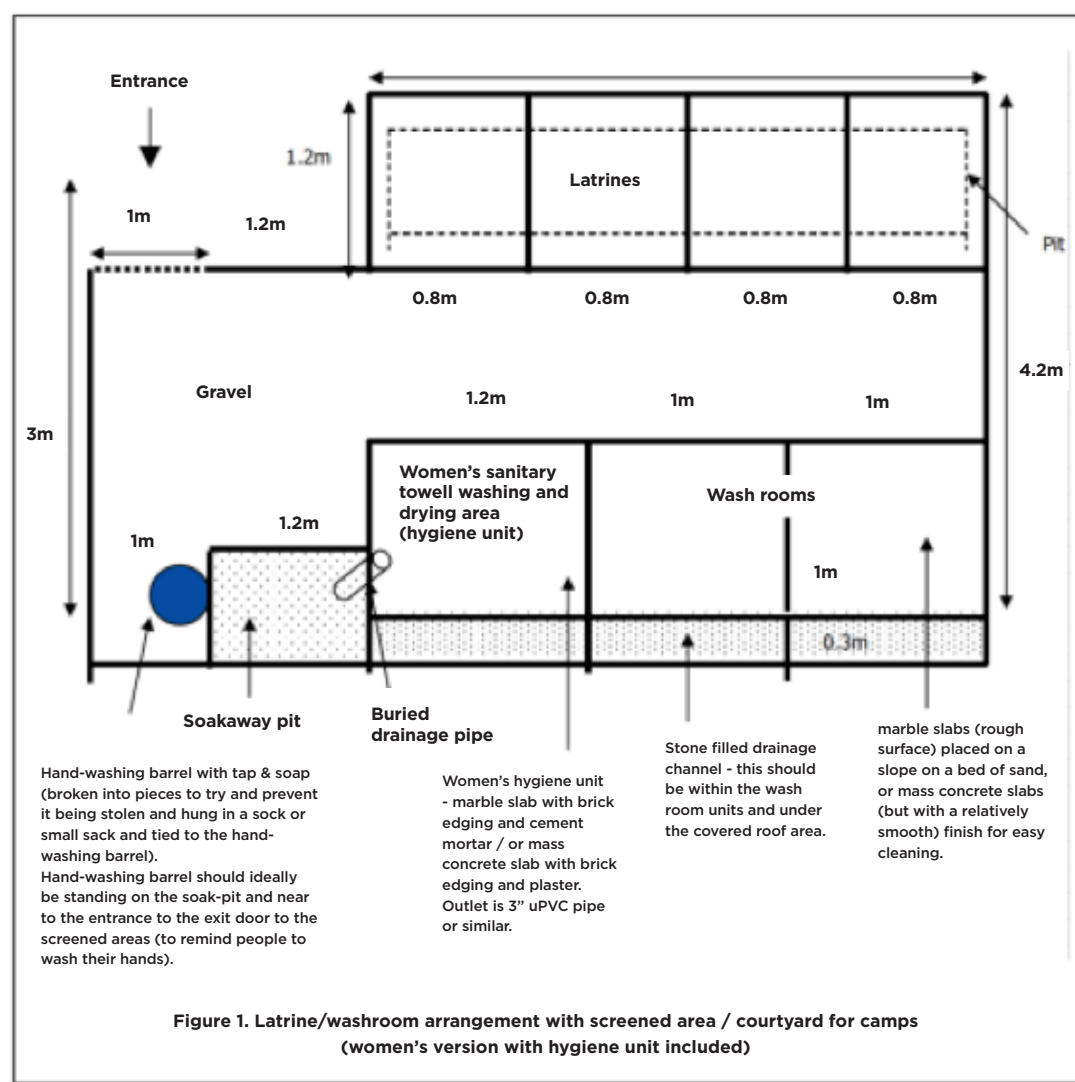 Entrance
1.2m
Latrines
1m
1.2m
Pit
0.8m
0.8m
0.8m
0.8m
4.2m
Gravel
1.2m
1m
1m
3m
Women's sanitary
towell washing and
drying area
(hygiene unit)
Wash rooms
1.2m
1m
1m
0.3m
Soakaway pit
Buried
drainage pipe
Hand-washing barrel with tap & soap
(broken into pieces to try and prevent
it being stolen and hung in a sock or
small sack and tied to the hand-
washing barrel).
Hand-washing barrel should ideally
be standing on the soak-pit and near
to the entrance to the exit door to the
screened areas (to remind people to
wash their hands).
Women's hygiene unit
- marble slab with brick
edging and cement
mortar / or mass
concrete slab with brick
edging and plaster.
Outlet is 3” uPVC pipe
or similar.
Stone filled drainage
channel - this should
be within the wash
room units and under
the covered roof area.
marble slabs (rough
surface) placed on a
slope on a bed of sand,
or mass concrete slabs
(but with a relatively
smooth) finish for easy
cleaning.
Figure 1. Latrine/washroom arrangement with screened area / courtyard for camps
(women's version with hygiene unit included)